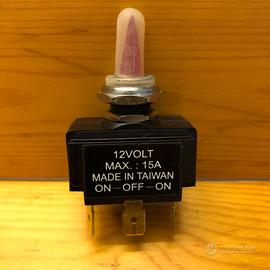 12VOLT
MAX.: 15A
MADE IN TAIWAN
ON-OFF-ON